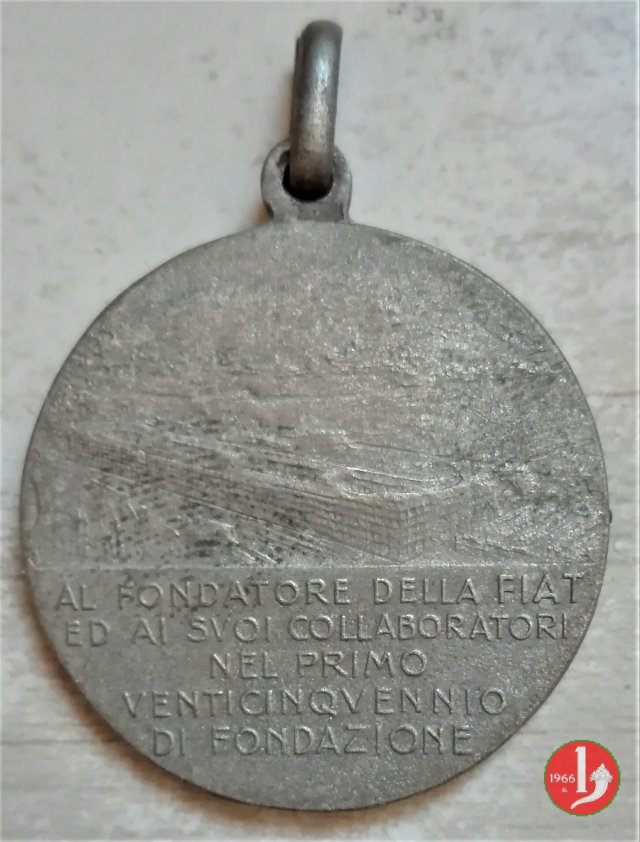 AL FONDATORE DELLA FIAT
ED AI SVOI COLLABORATORI
NEL PRIMO
VENTICINQVENNIO
DI FONDAZIONE
1966
R.